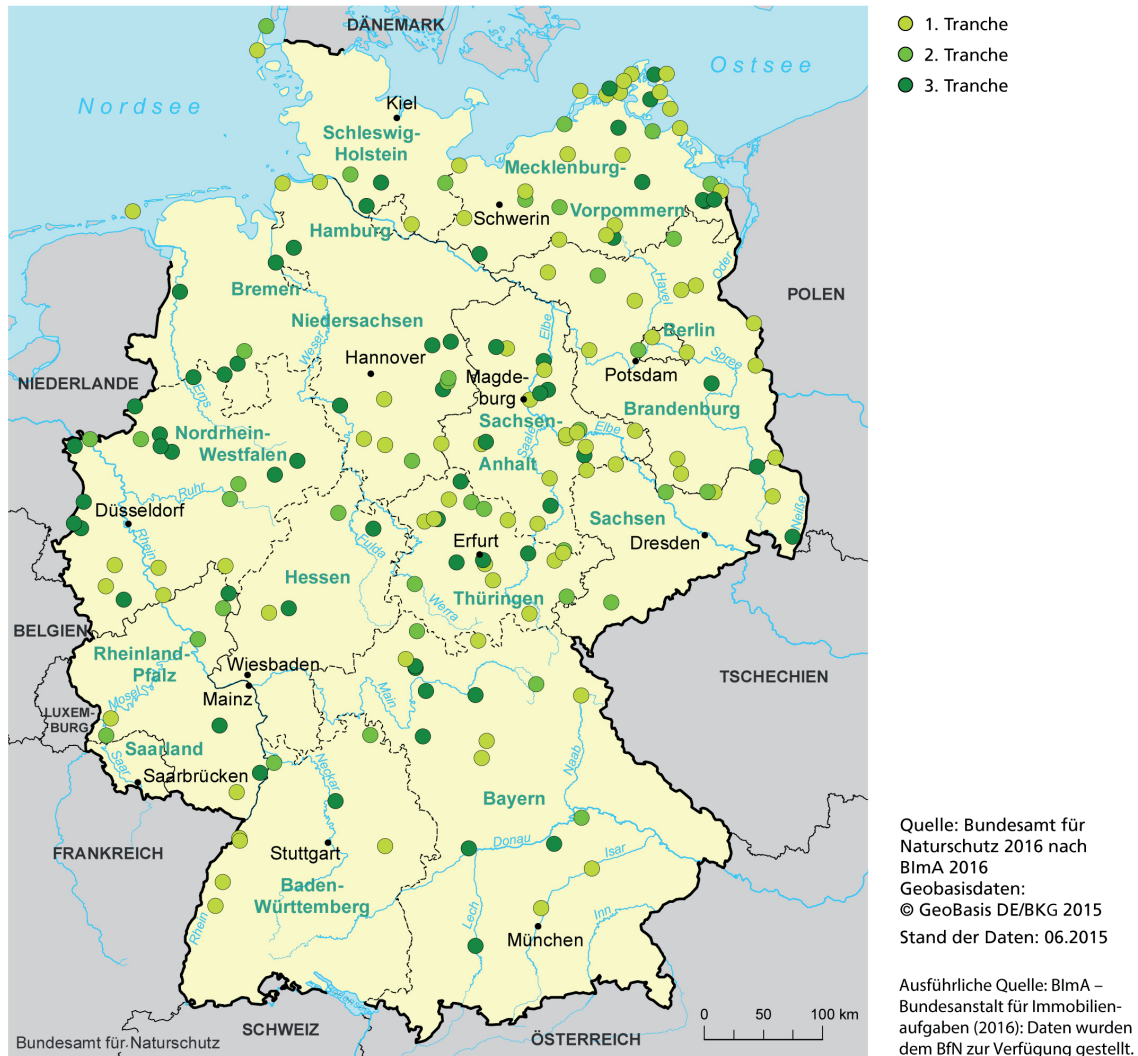 1. Tranche
2. Tranche
3. Tranche
DÄNEMARK
Ostsee
Nordsee
Kiel
Schleswig-
Holstein
Mecklenburg-
Vorpommern
Schwerin
Hamburg
Oder
Havel
POLEN
Bremen
Niedersachsen
Weser
Elbe
Berlin
Hannover
Spree
Potsdam
NIEDERLANDE
Ems
Magde-
burg
Brandenburg
Sachsen-
Anhalt
Saale
Elbe
Nordrhein-
Westfalen
Ruhr
Düsseldorf
Rhein
Neiße
Sachsen
Dresden
Erfurt
Fulda
Hessen
Werra
Thüringen
BELGIEN
Rheinland-
Pfalz
Wiesbaden
Mainz
Mosel
Main
TSCHECHIEN
LUXEM-
BURG
Saarland
Saar
Saarbrücken
Neckar
Naab
Bayern
FRANKREICH
Stuttgart
Donau
Isar
Baden-
Württemberg
Rhein
Lech
Inn
München
SCHWEIZ
ÖSTERREICH
0 50 100 km
Bundesamt für Naturschutz
Quelle: Bundesamt für
Naturschutz 2016 nach
BImA 2016
Geobasisdaten:
© GeoBasis DE/BKG 2015
Stand der Daten: 06.2015
Ausführliche Quelle: BImA –
Bundesanstalt für Immobilien-
aufgaben (2016): Daten wurden
dem BfN zur Verfügung gestellt.